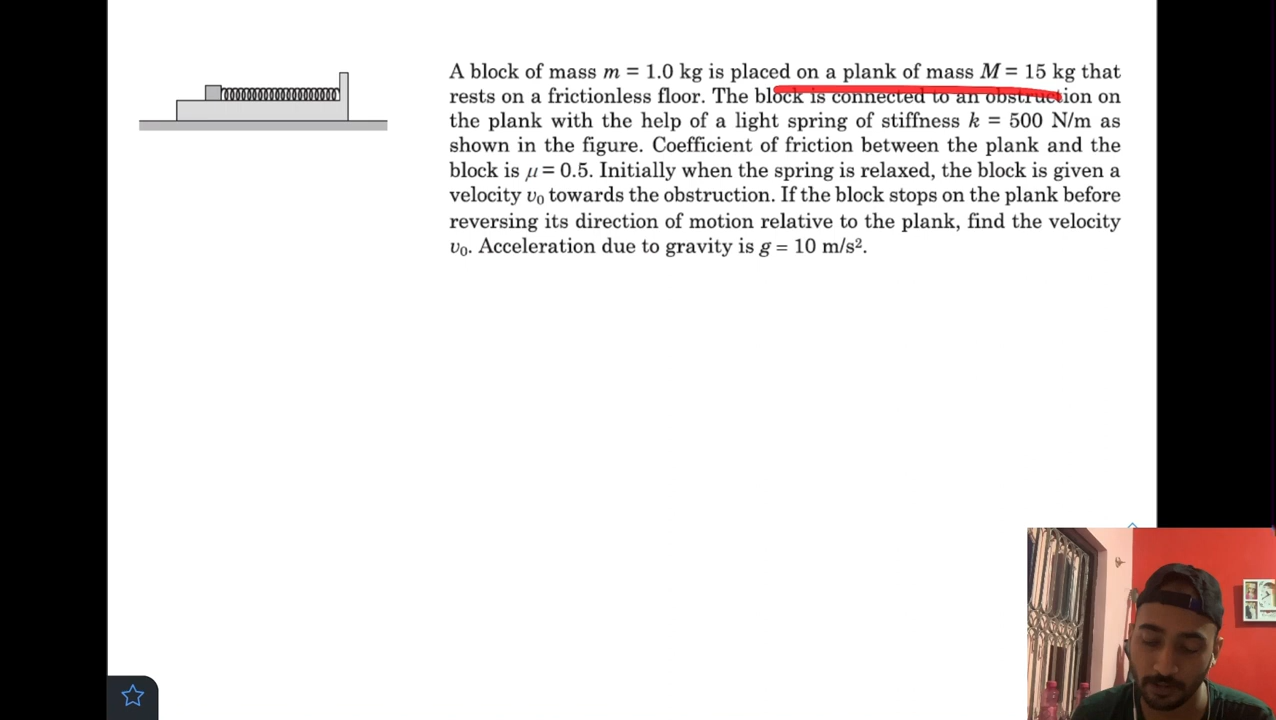 A block of mass m = 1.0 kg is placed on a plank of mass M = 15 kg that
rests on a frictionless floor. The block is connected to an obstruction on
the plank with the help of a light spring of stiffness k = 500 N/m as
shown in the figure. Coefficient of friction between the plank and the
block is μ = 0.5. Initially when the spring is relaxed, the block is given a
velocity υ₀ towards the obstruction. If the block stops on the plank before
reversing its direction of motion relative to the plank, find the velocity
υ₀. Acceleration due to gravity is g = 10 m/s².